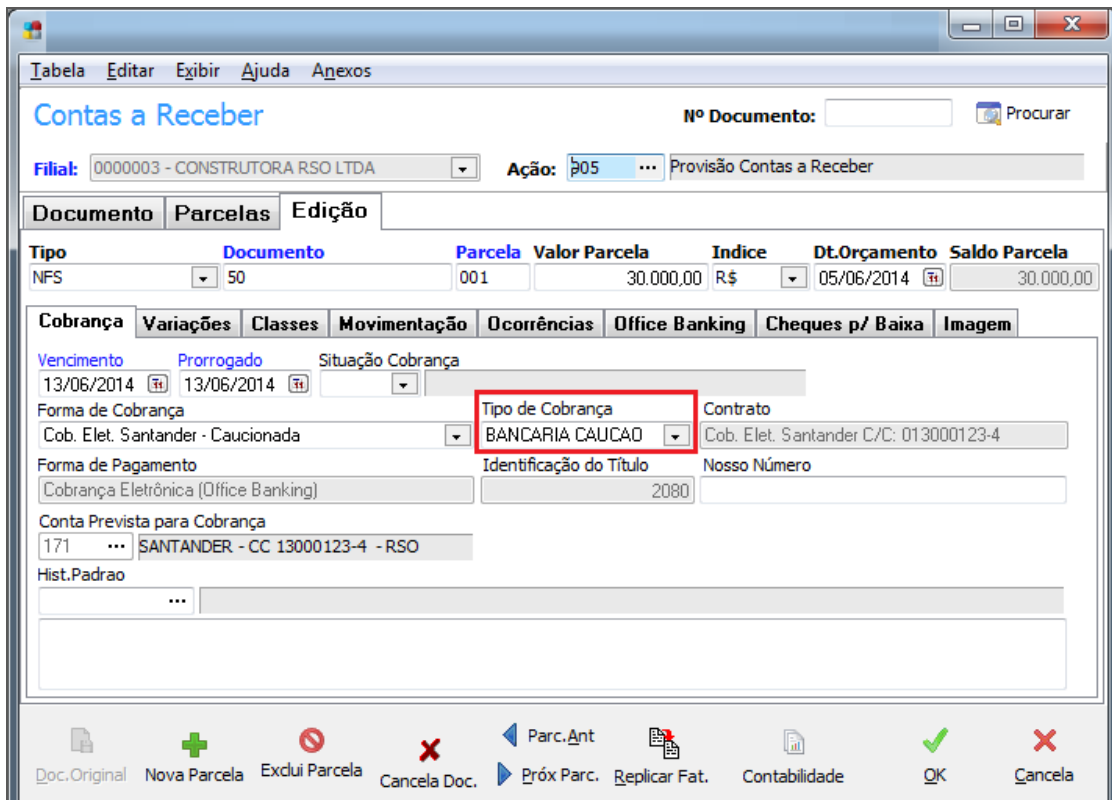 Tabela Editar Exibir Ajuda Anexos
Contas a Receber Nº Documento: Procurar
Filial: 0000003 - CONSTRUTORA RSO LTDA Ação: 905 ... Provisão Contas a Receber
Documento Parcelas Edição
Tipo Documento Parcela Valor Parcela Indice Dt.Orçamento Saldo Parcela
NFS 50 001 30.000,00 R$ 05/06/2014 30.000,00
Cobrança Variações Classes Movimentação Ocorrências Office Banking Cheques p/ Baixa Imagem
Vencimento Prorrogado Situação Cobrança
13/06/2014 13/06/2014
Forma de Cobrança Tipo de Cobrança Contrato
Cob. Elet. Santander - Caucionada BANCARIA CAUCAO Cob. Elet. Santander C/C: 013000123-4
Forma de Pagamento Identificação do Título Nosso Número
Cobrança Eletrônica (Office Banking) 2080
Conta Prevista para Cobrança
171 ... SANTANDER - CC 13000123-4 - RSO
Hist.Padrao
...
Doc.Original Nova Parcela Exclui Parcela Cancela Doc. Parc.Ant Próx Parc. Replicar Fat. Contabilidade OK Cancela